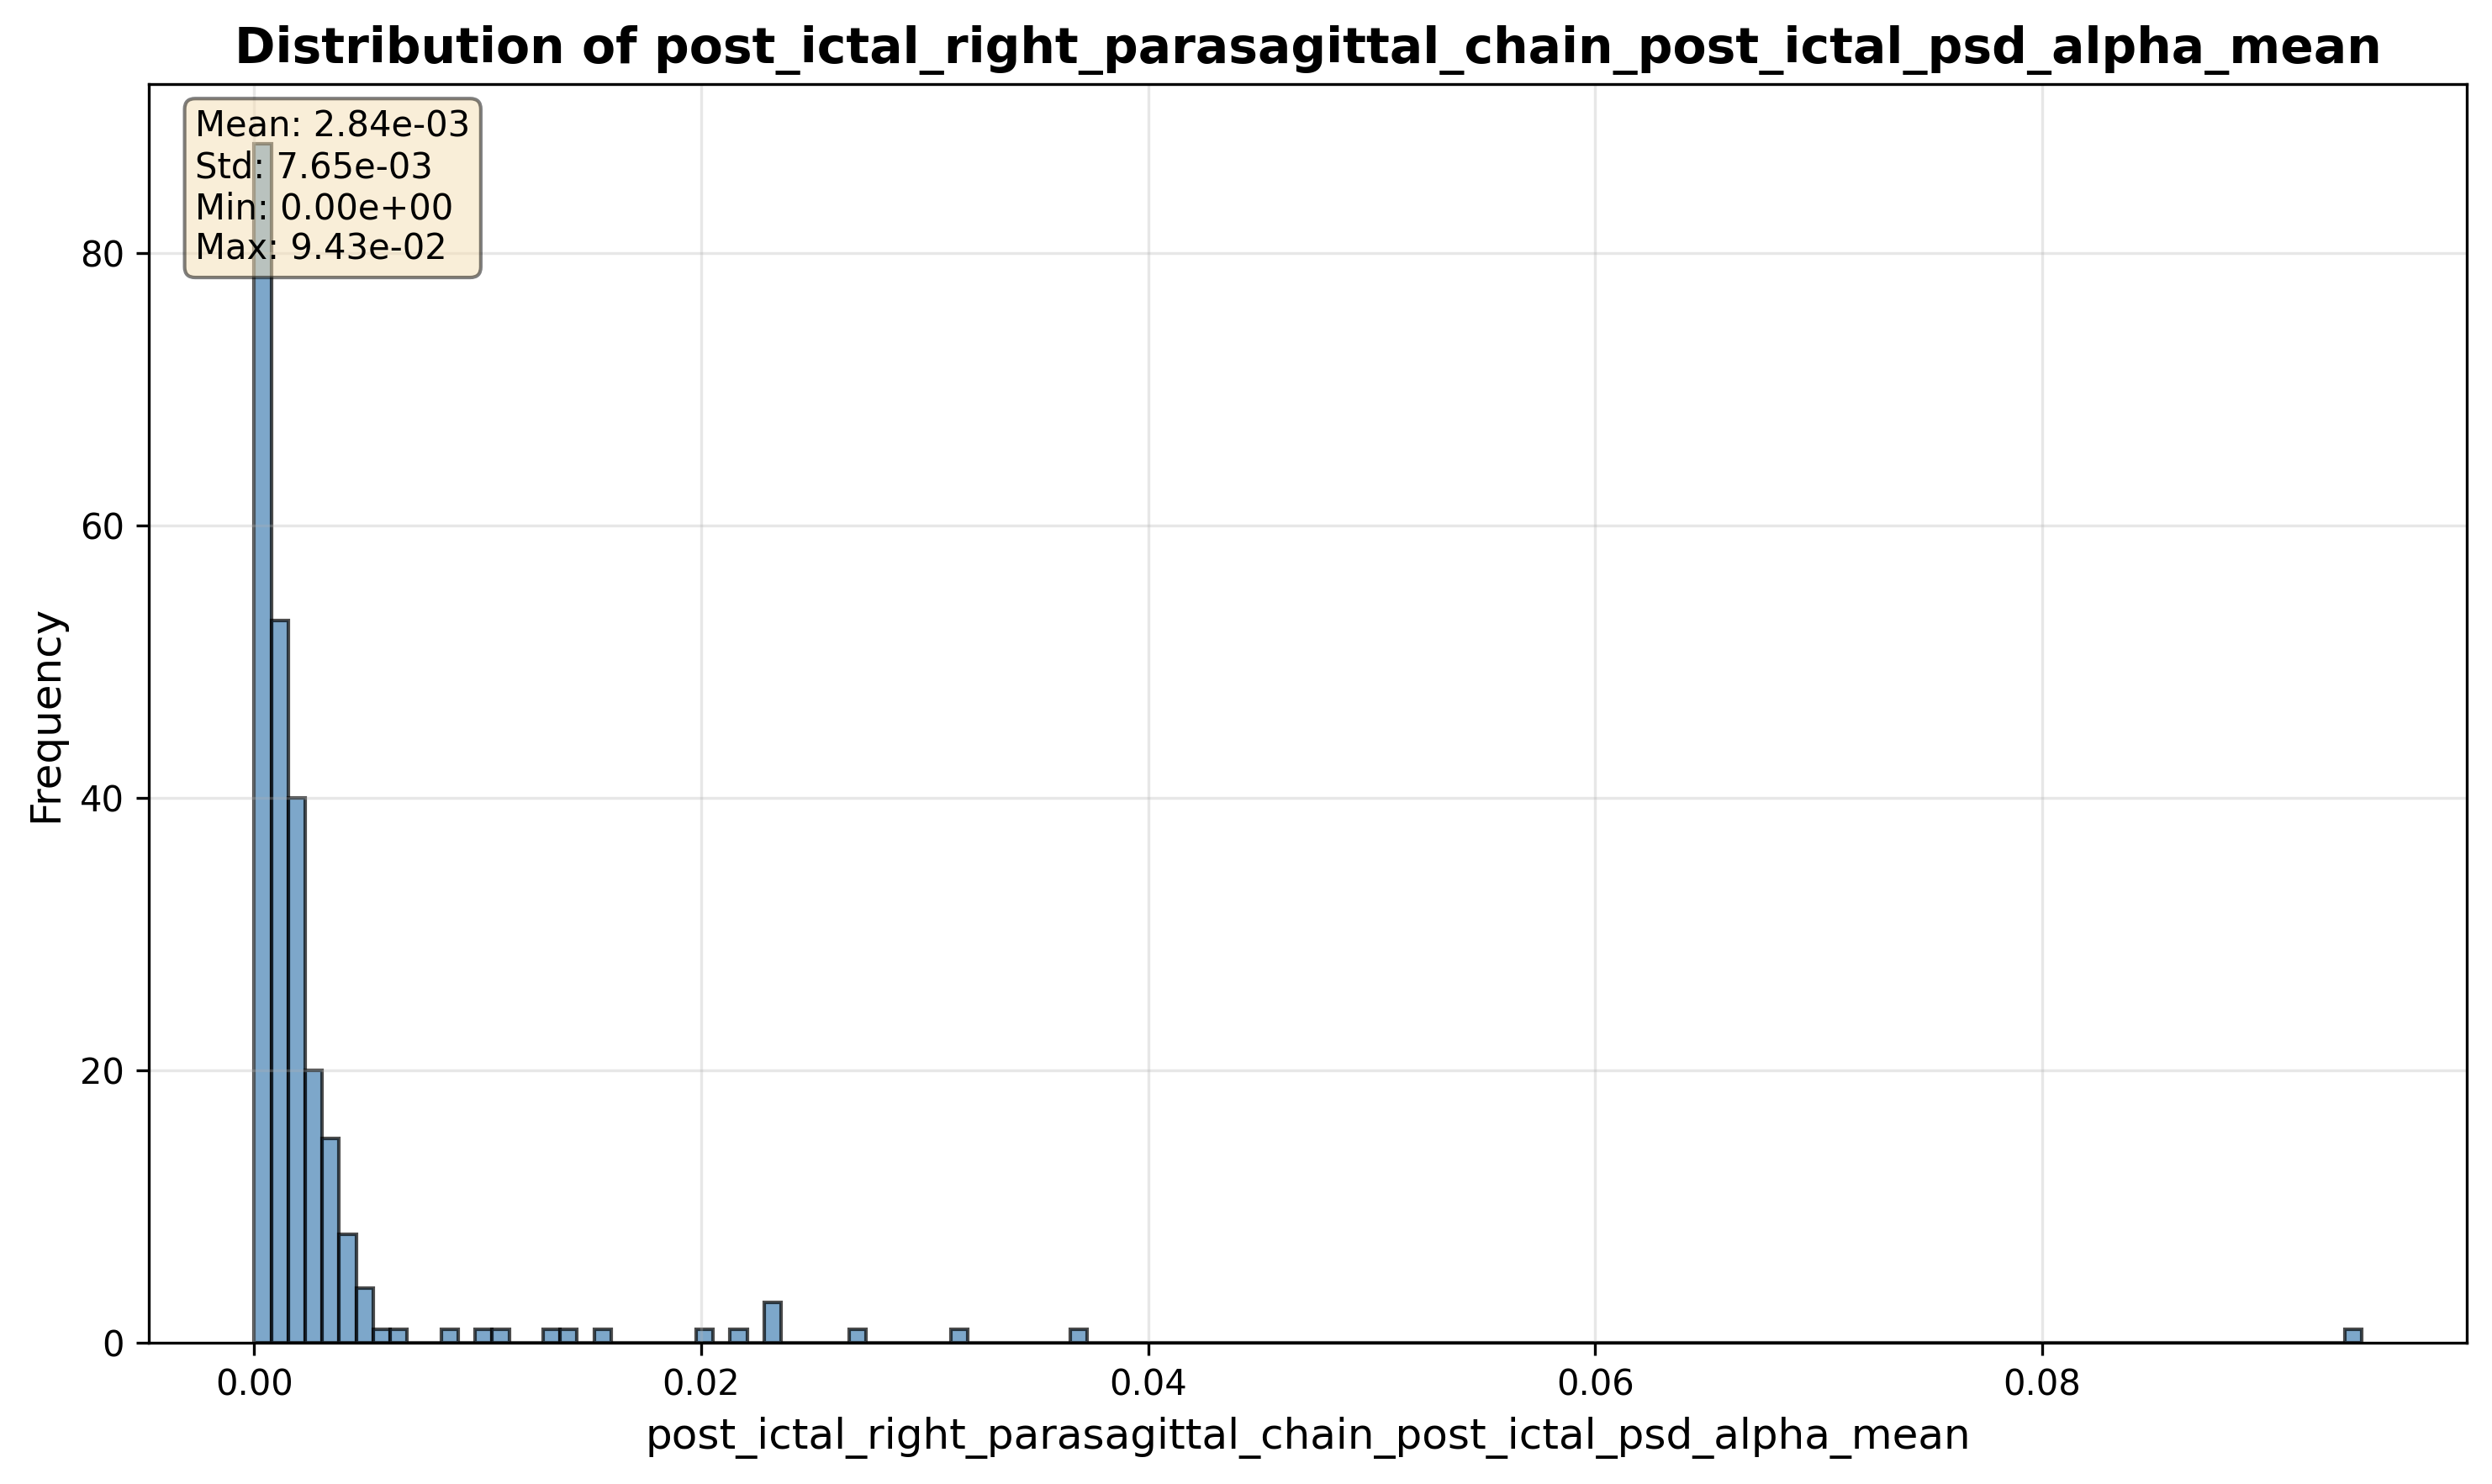 Distribution of post_ictal_right_parasagittal_chain_post_ictal_psd_alpha_mean
Mean: 2.84e-03
Std: 7.65e-03
Min: 0.00e+00
Max: 9.43e-02
80
60
40
20
0
Frequency
0.00 0.02 0.04 0.06 0.08
post_ictal_right_parasagittal_chain_post_ictal_psd_alpha_mean